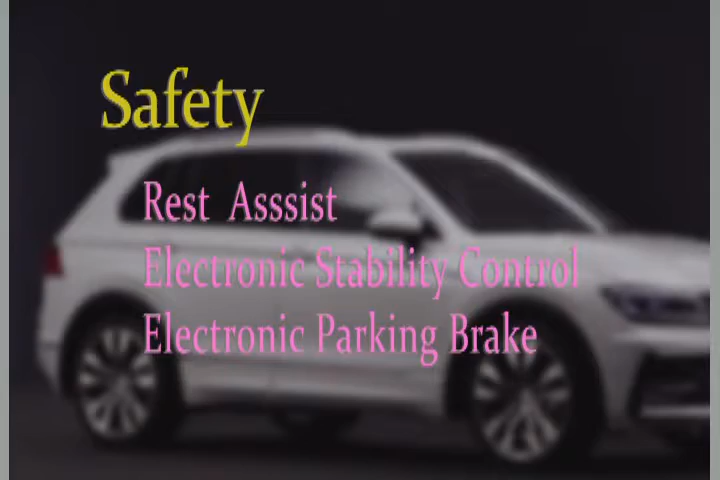 Safety
Rest Asssist
Electronic Stability Control
Electronic Parking Brake